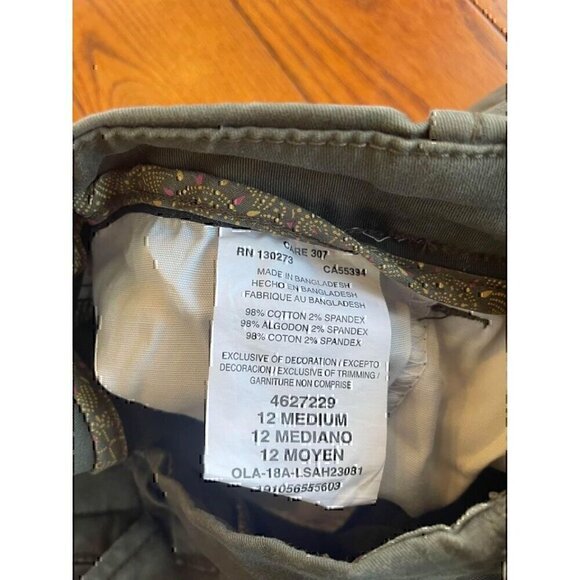 CARE 307
RN 130273 CA55394
MADE IN BANGLADESH
HECHO EN BANGLADESH
FABRIQUE AU BANGLADESH
98% COTTON 2% SPANDEX
98% ALGODON 2% SPANDEX
98% COTON 2% SPANDEX
EXCLUSIVE OF DECORATION / EXCEPTO
DECORACION / EXCLUSIVE OF TRIMMING /
GARNITURE NON COMPRISE
4627229
12 MEDIUM
12 MEDIANO
12 MOYEN
OLA-18A-LSAH23081
191056555603